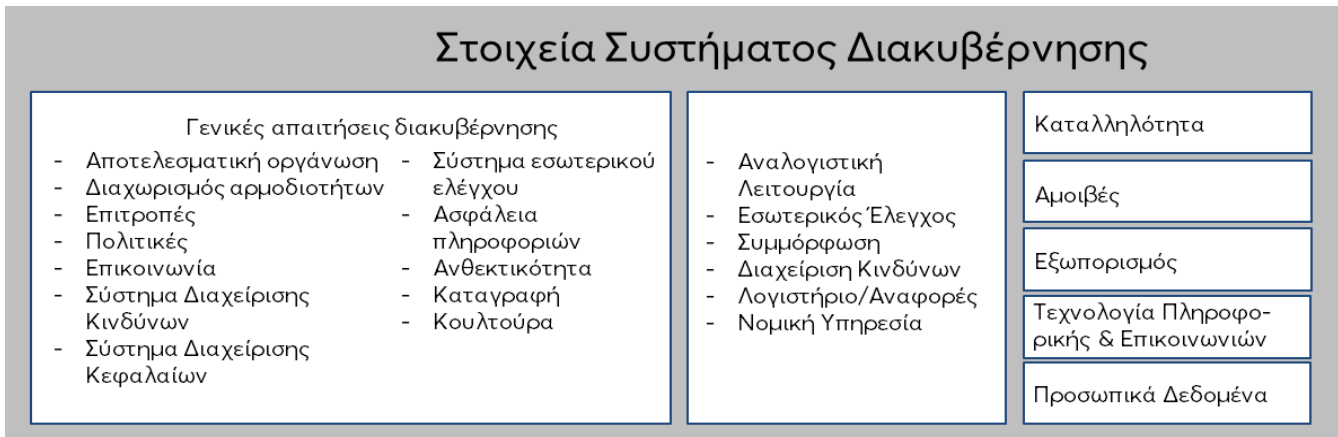 Στοιχεία Συστήματος Διακυβέρνησης
Γενικές απαιτήσεις διακυβέρνησης
- Αποτελεσματική οργάνωση
- Διαχωρισμός αρμοδιοτήτων
- Επιτροπές
- Πολιτικές
- Επικοινωνία
- Σύστημα Διαχείρισης
Κινδύνων
- Σύστημα Διαχείρισης
Κεφαλαίων
- Σύστημα εσωτερικού
ελέγχου
- Ασφάλεια
πληροφοριών
- Ανθεκτικότητα
- Καταγραφή
- Κουλτούρα
- Αναλογιστική
Λειτουργία
- Εσωτερικός Έλεγχος
- Συμμόρφωση
- Διαχείριση Κινδύνων
- Λογιστήριο/Αναφορές
- Νομική Υπηρεσία
Καταλληλότητα
Αμοιβές
Εξωπορισμός
Τεχνολογία Πληροφο-
ρικής & Επικοινωνιών
Προσωπικά Δεδομένα